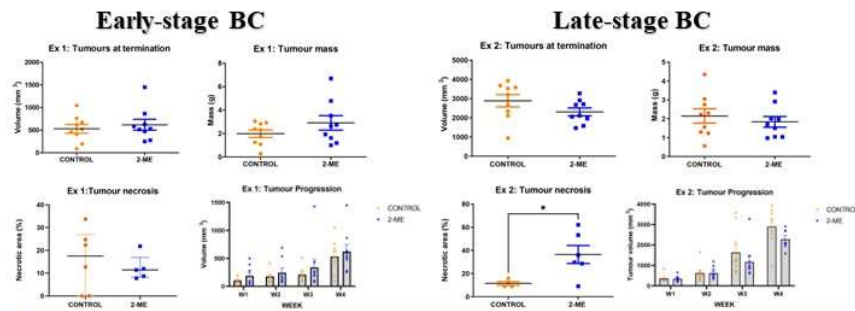 Early-stage BC
Late-stage BC
Ex 1: Tumours at termination
Volume (mm³)
2000
1500
1000
500
0
CONTROL 2-ME
Ex 1: Tumour mass
Mass (g)
8
6
4
2
0
CONTROL 2-ME
Ex 2: Tumours at termination
Volume (mm³)
5000
4000
3000
2000
1000
0
CONTROL 2-ME
Ex 2: Tumour mass
Mass (g)
5
4
3
2
1
0
CONTROL 2-ME
Ex 1:Tumour necrosis
Necrotic area (%)
40
30
20
10
0
CONTROL 2-ME
Ex 1: Tumour Progression
CONTROL
2-ME
Volume (mm³)
1500
1000
500
0
W1 W2 W3 W4
WEEK
Ex 2: Tumour necrosis
*
Necrotic area (%)
80
60
40
20
0
CONTROL 2-ME
Ex 2: Tumour Progression
CONTROL
2-ME
Tumour volume (mm³)
4000
3000
2000
1000
0
W1 W2 W3 W4
WEEK